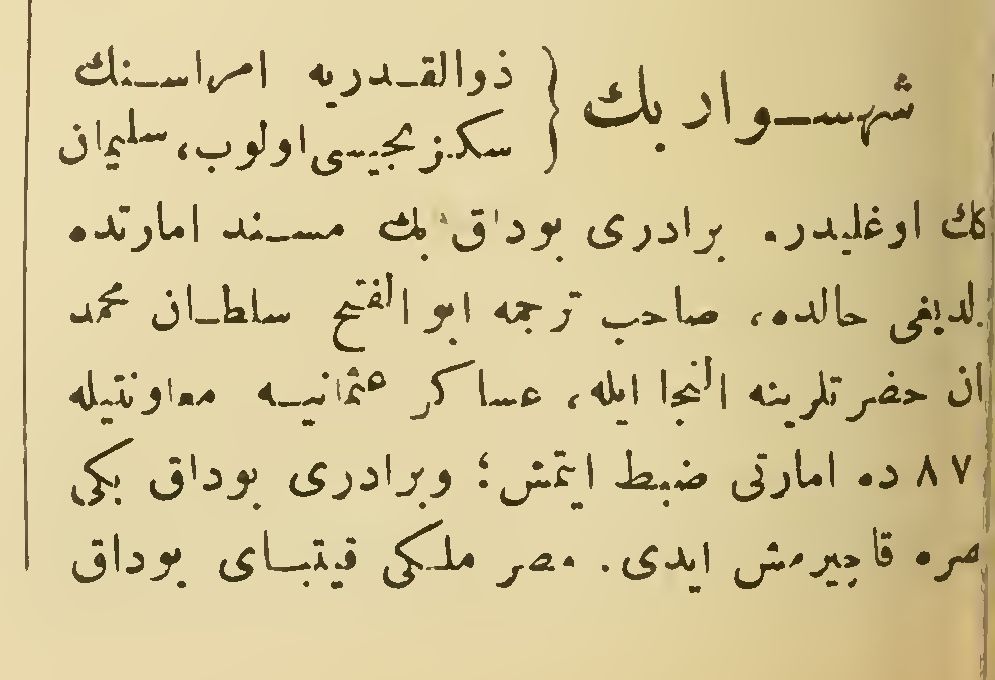 شهسوار بك { ذوالقدریه امراسنك
سكزنجیسی اولوب، سلیمان
كك اوغلیدر. برادری بوداق بك مسند امارتده
لدیغی حالده، صاحب ترجمه ابو الفتح سلطان محمد
ان حضرتلرینه التجا ایله، عساكر عثمانیه معاونتیله
٨٧ ده امارتی ضبط ایتمش؛ وبرادری بوداق بكی
صره قاچیرمش ایدی. مصر ملكی قیتبای بوداق